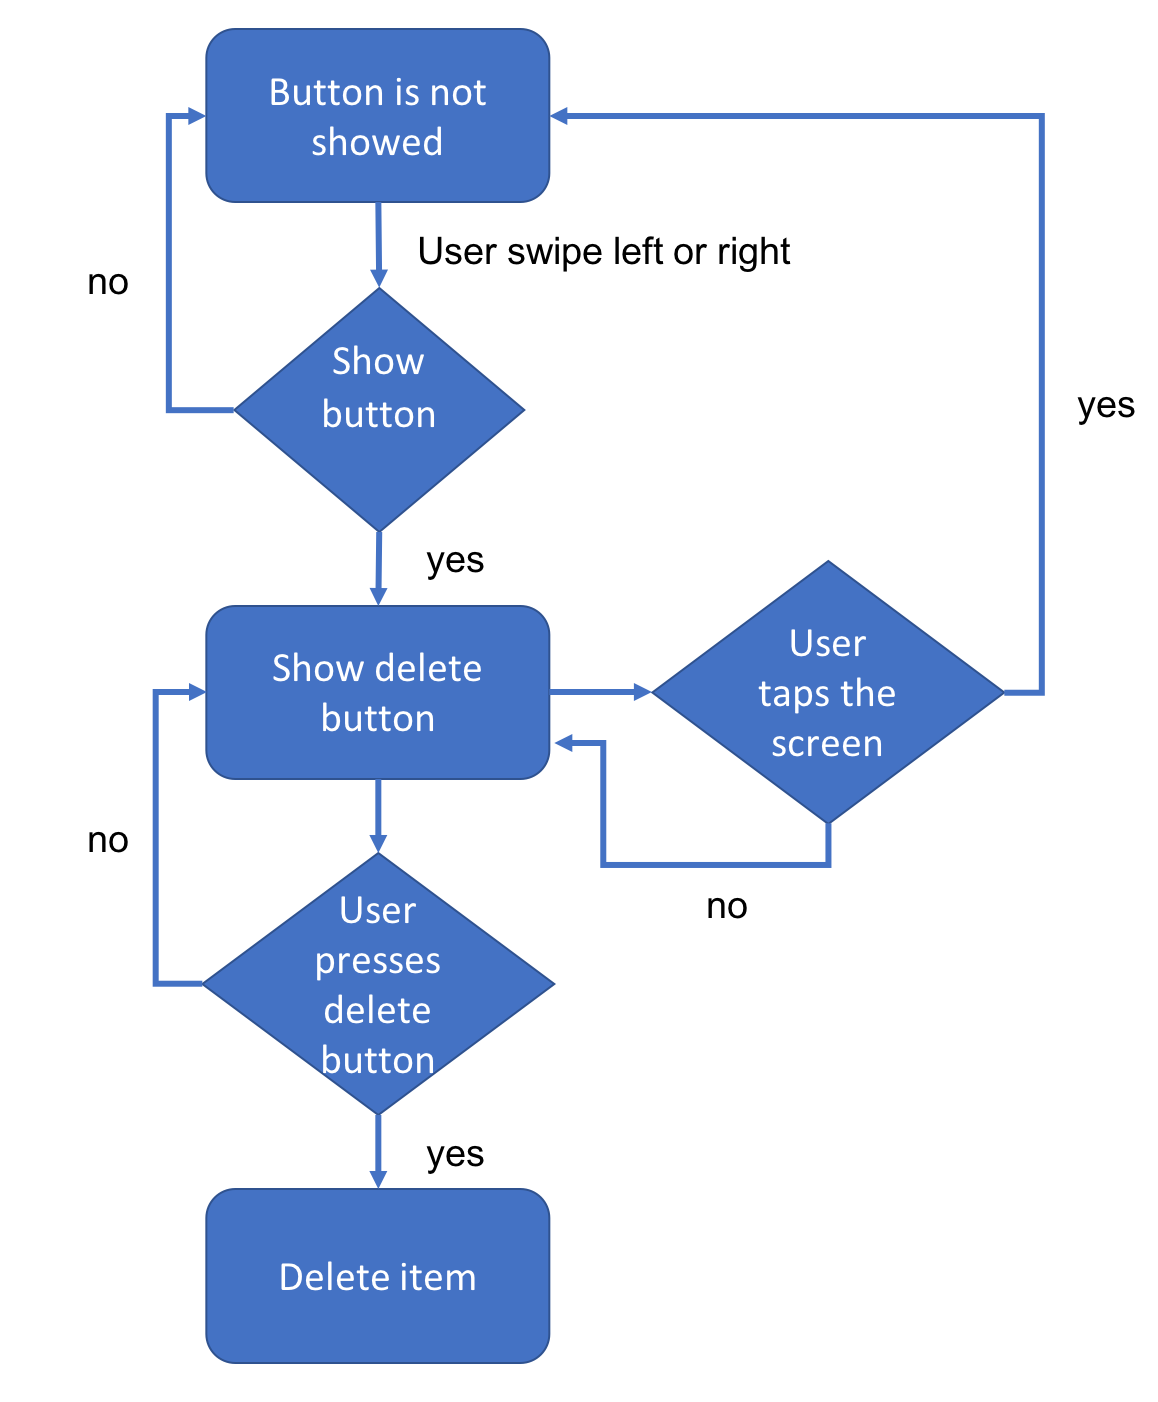 Button is not
showed
User swipe left or right
no
Show
button
yes
yes
Show delete
button
User
taps the
screen
no
no
User
presses
delete
button
yes
Delete item